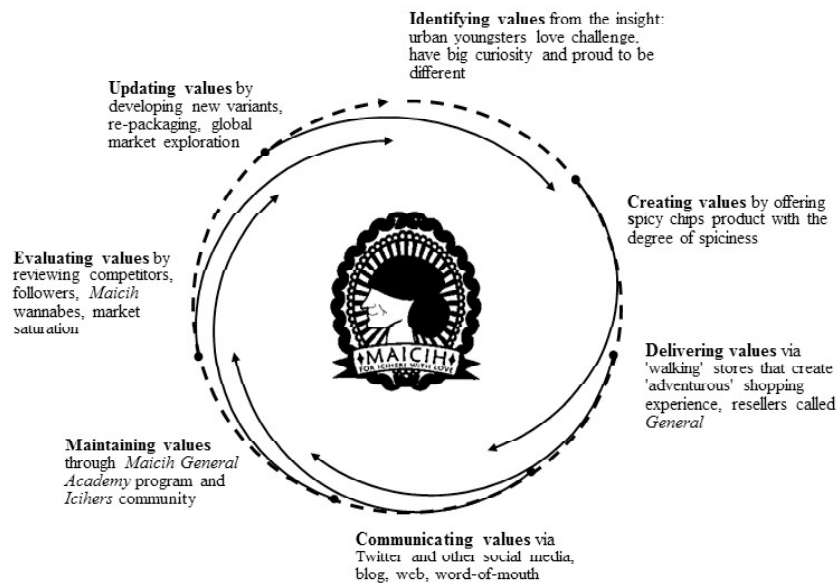 Identifying values from the insight:
urban youngsters love challenge,
have big curiosity and proud to be
different
Creating values by offering
spicy chips product with the
degree of spiciness
Delivering values via
'walking' stores that create
'adventurous' shopping
experience, resellers called
General
Communicating values via
Twitter and other social media,
blog, web, word-of-mouth
Maintaining values
through Maicih General
Academy program and
Icihers community
Evaluating values by
reviewing competitors,
followers, Maicih
wannabes, market
saturation
Updating values by
developing new variants,
re-packaging, global
market exploration
MAICIH
FOR ICIHERS WITH LOVE